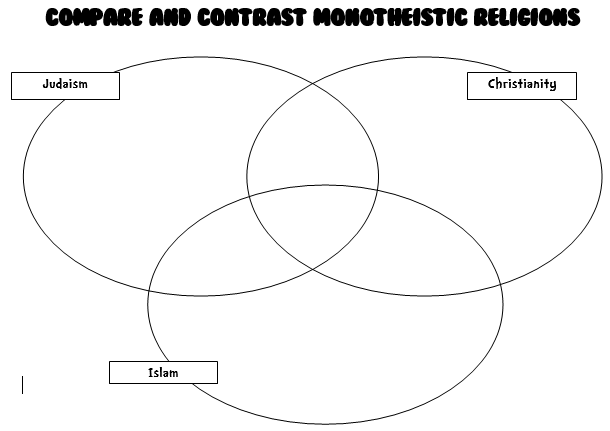 COMPARE AND CONTRAST MONOTHEISTIC RELIGIONS
Judaism
Christianity
Islam